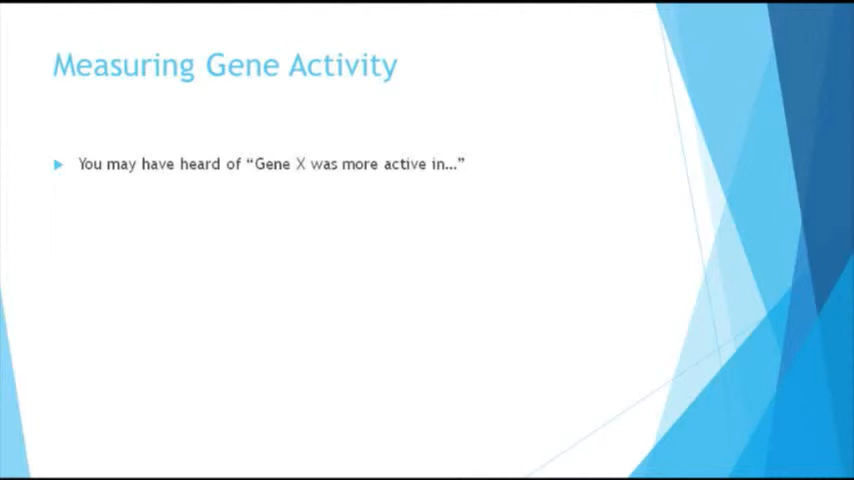 Measuring Gene Activity
You may have heard of “Gene X was more active in…”